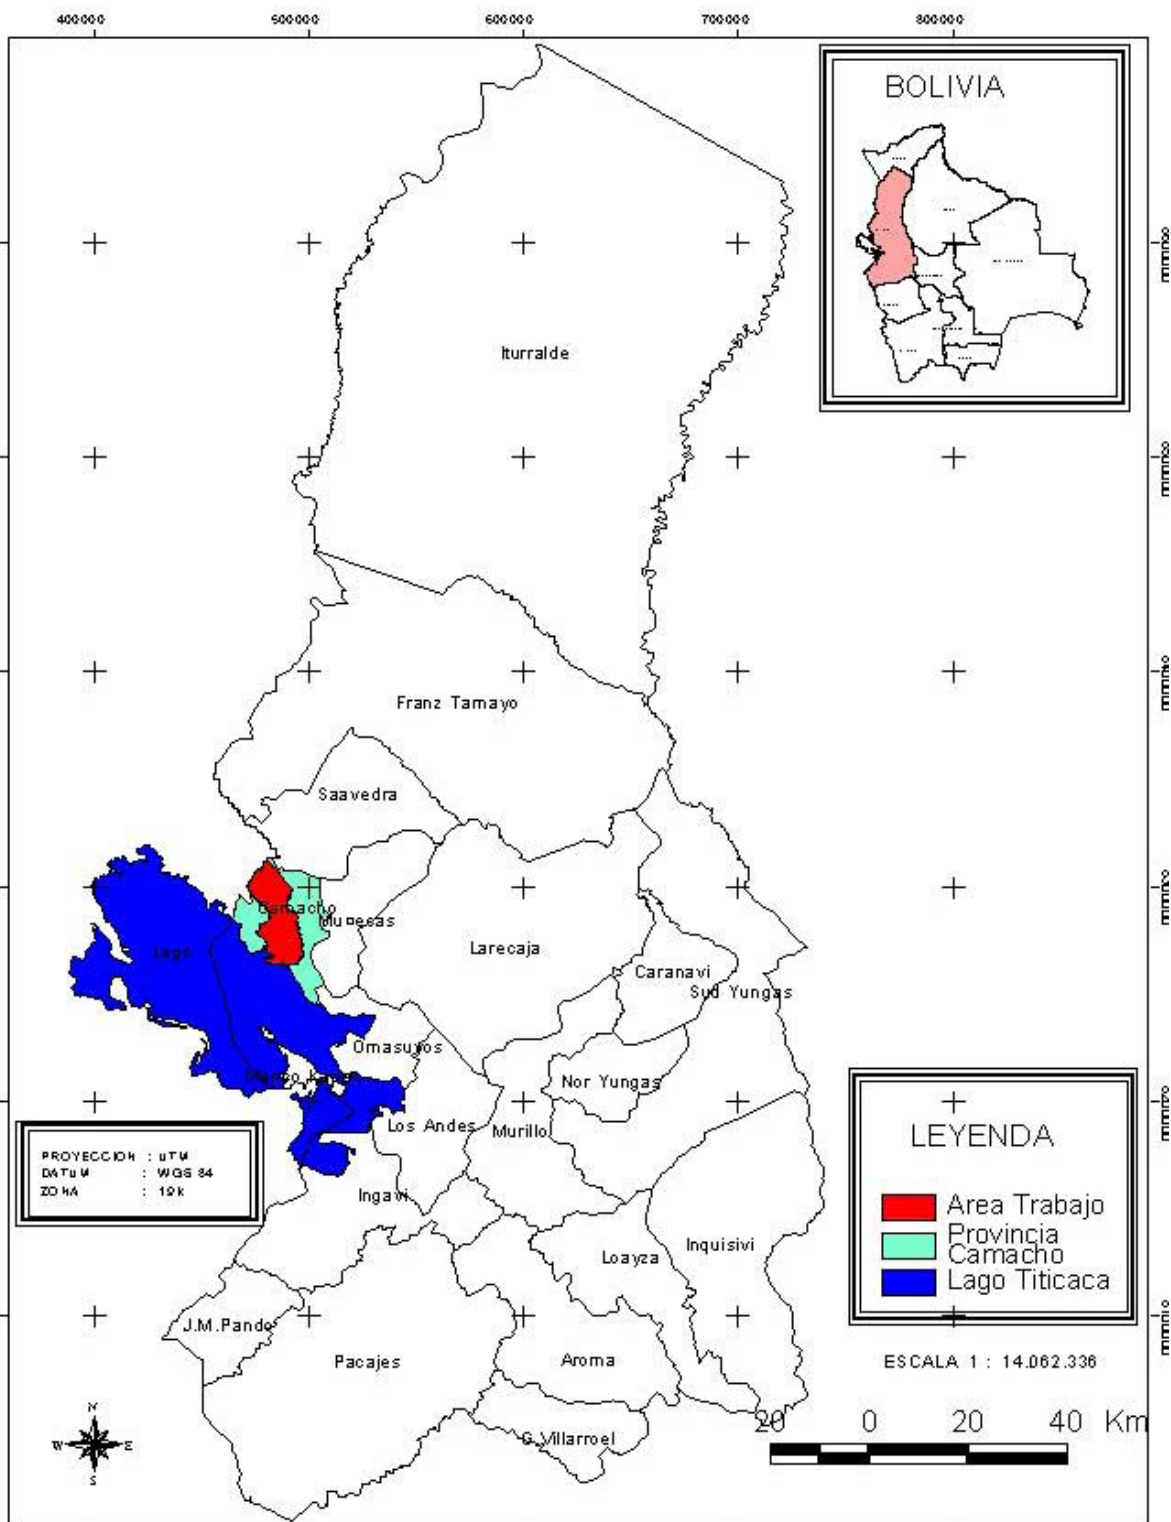 400000 500000 600000 700000 800000
BOLIVIA
Iturralde
Franz Tamayo
Saavedra
Camacho
Muñecas
Lago
Larecaja
Caranavi
Sud Yungas
Omasuyos
Nor Yungas
Los Andes
Murillo
PROYECCION : UTM
DATUM : WGS 84
ZONA : 19k
Ingavi
Loayza
Inquisivi
LEYENDA
Area Trabajo
Provincia
Camacho
Lago Titicaca
J.M.Pando
Pacajes
Aroma
ESCALA 1 : 14.062.336
G.Villarroel
20 0 20 40 Km
N
W E
S